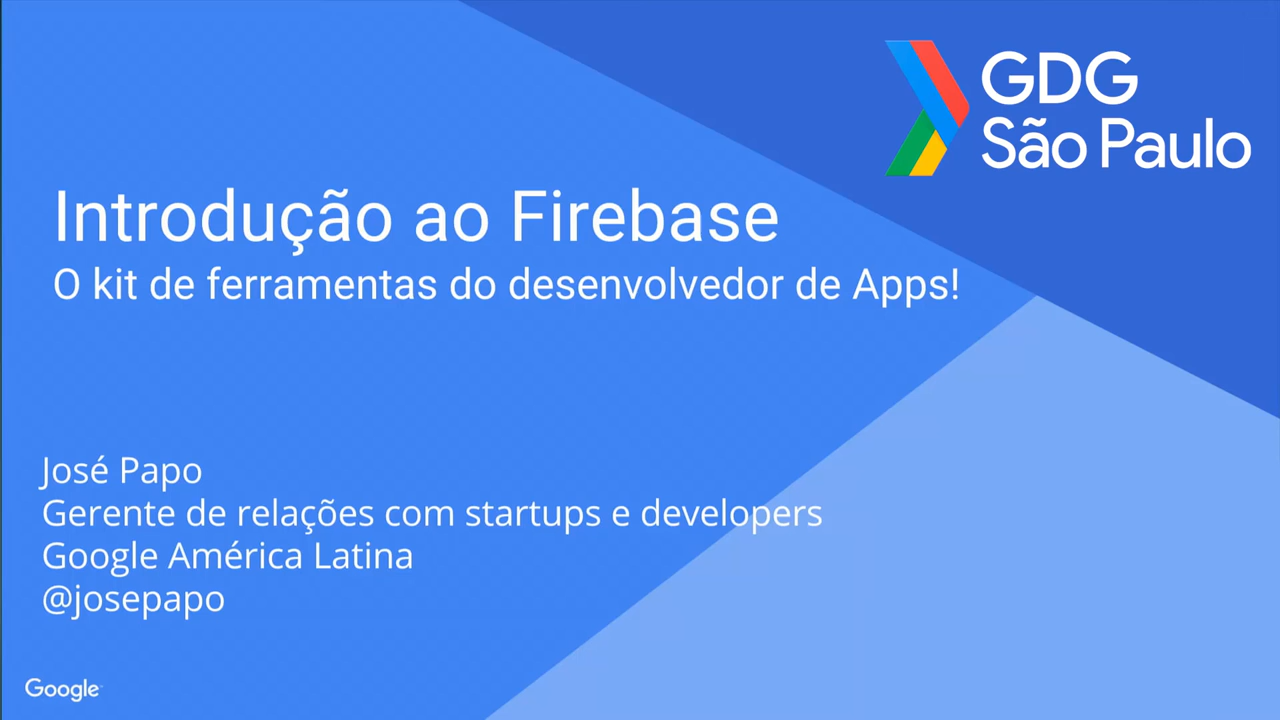 GDG
São Paulo
Introdução ao Firebase
O kit de ferramentas do desenvolvedor de Apps!
José Papo
Gerente de relações com startups e developers
Google América Latina
@josepapo
Google